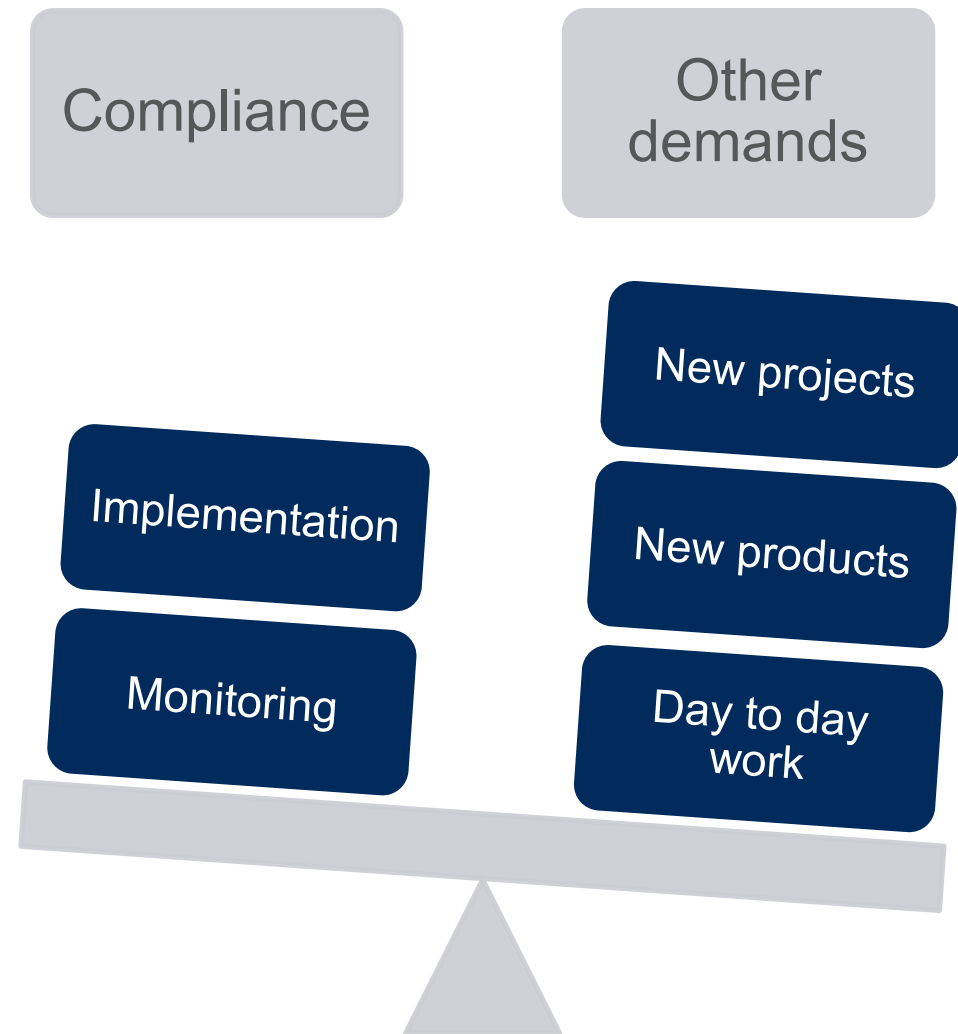 Compliance
Other
demands
New projects
Implementation
New products
Monitoring
Day to day
work